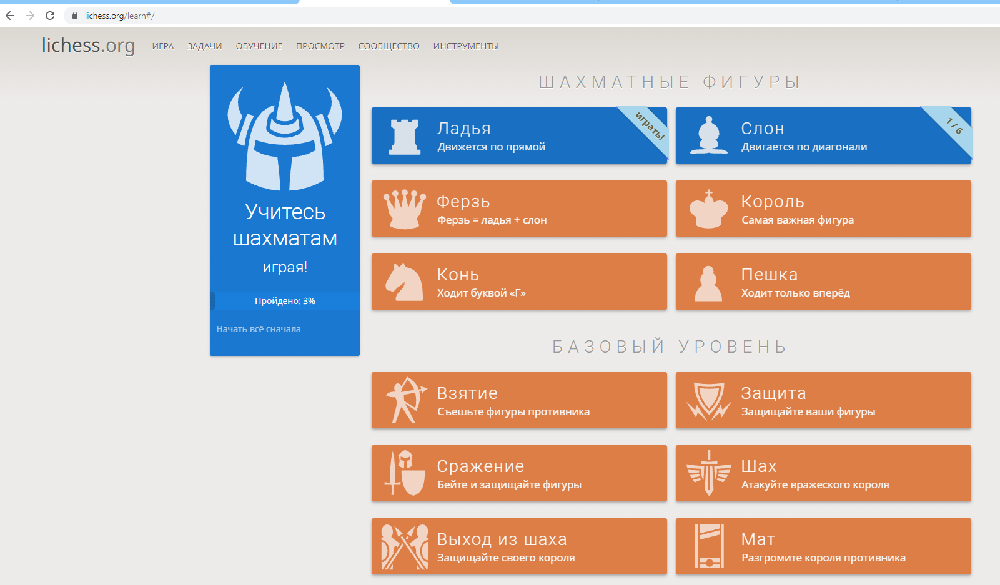 lichess.org/learn#/
lichess.org ИГРА ЗАДАЧИ ОБУЧЕНИЕ ПРОСМОТР СООБЩЕСТВО ИНСТРУМЕНТЫ
Учитесь
шахматам
играя!
Пройдено: 3%
Начать всё сначала
ШАХМАТНЫЕ ФИГУРЫ
Ладья
Движется по прямой
играть!
Слон
Двигается по диагонали
1 / 6
Ферзь
Ферзь = ладья + слон
Король
Самая важная фигура
Конь
Ходит буквой «Г»
Пешка
Ходит только вперёд
БАЗОВЫЙ УРОВЕНЬ
Взятие
Съешьте фигуры противника
Защита
Защищайте ваши фигуры
Сражение
Бейте и защищайте фигуры
Шах
Атакуйте вражеского короля
Выход из шаха
Защищайте своего короля
Мат
Разгромите короля противника